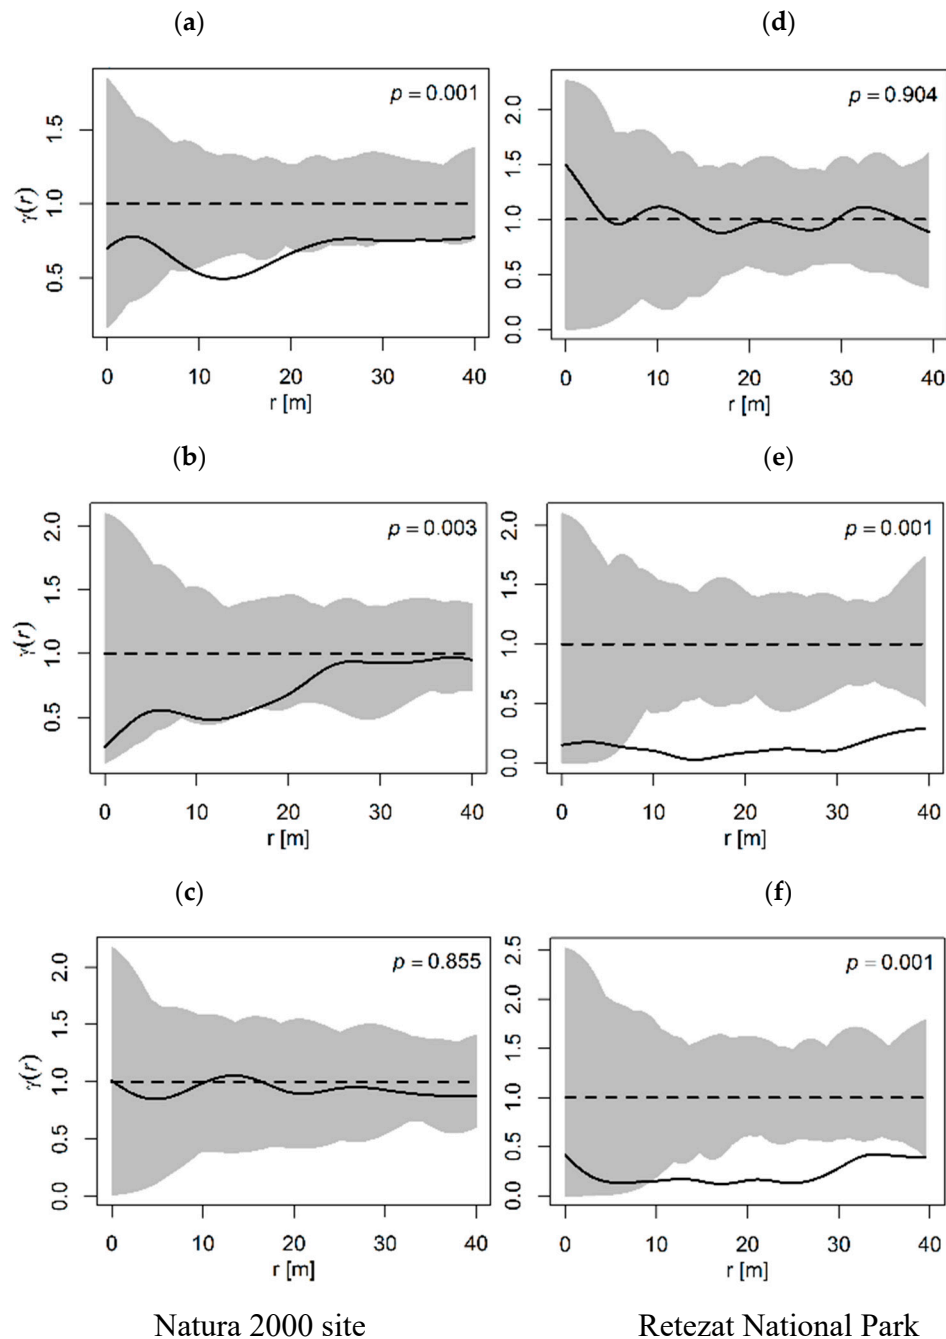 (a)
p = 0.001
γ(r)
0.5 1.0 1.5
0 10 20 30 40
r [m]
(d)
p = 0.904
0.0 0.5 1.0 1.5 2.0
0 10 20 30 40
r [m]
(b)
p = 0.003
γ(r)
0.5 1.0 1.5 2.0
0 10 20 30 40
r [m]
(e)
p = 0.001
0.0 0.5 1.0 1.5 2.0
0 10 20 30 40
r [m]
(c)
p = 0.855
γ(r)
0.0 0.5 1.0 1.5 2.0
0 10 20 30 40
r [m]
(f)
p = 0.001
0.0 0.5 1.0 1.5 2.0 2.5
0 10 20 30 40
r [m]
Natura 2000 site
Retezat National Park